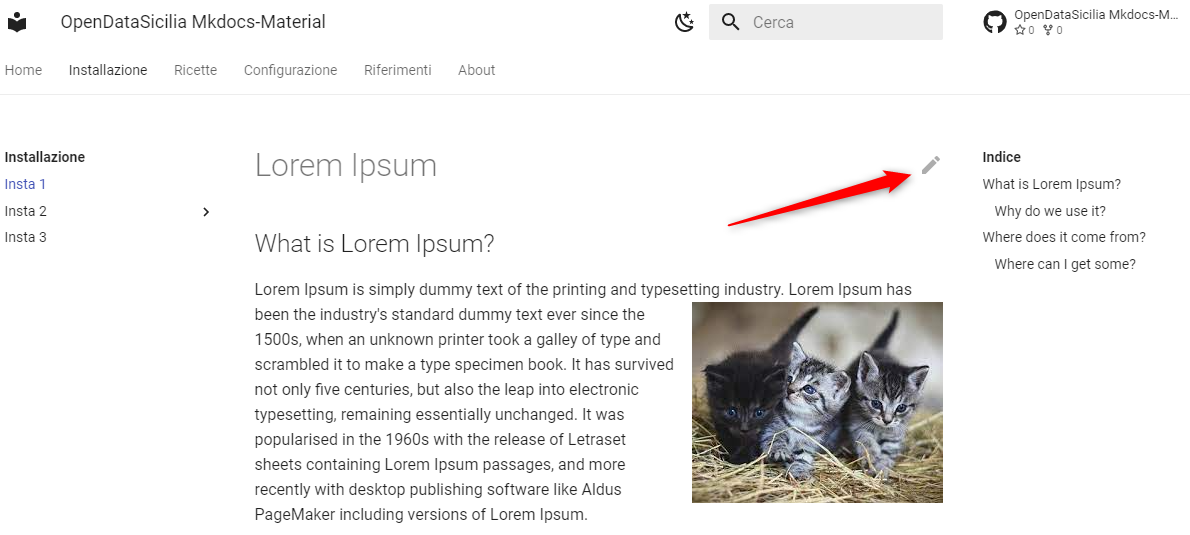 OpenDataSicilia Mkdocs-Material
Cerca
OpenDataSicilia Mkdocs-M...
0 0
Home Installazione Ricette Configurazione Riferimenti About
Installazione
Insta 1
Insta 2
Insta 3
Lorem Ipsum
What is Lorem Ipsum?
Lorem Ipsum is simply dummy text of the printing and typesetting industry. Lorem Ipsum has
been the industry's standard dummy text ever since the
1500s, when an unknown printer took a galley of type and
scrambled it to make a type specimen book. It has survived
not only five centuries, but also the leap into electronic
typesetting, remaining essentially unchanged. It was
popularised in the 1960s with the release of Letraset
sheets containing Lorem Ipsum passages, and more
recently with desktop publishing software like Aldus
PageMaker including versions of Lorem Ipsum.
Indice
What is Lorem Ipsum?
Why do we use it?
Where does it come from?
Where can I get some?